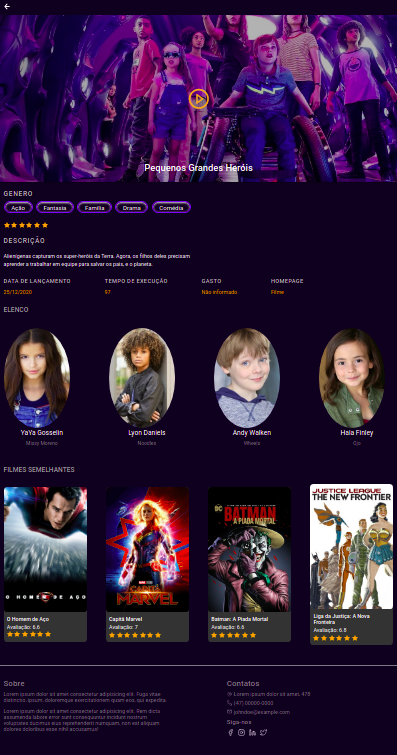 Pequenos Grandes Heróis
GENERO
Ação Fantasia Família Drama Comédia
DESCRIÇÃO
Alienígenas capturam os super-heróis da Terra. Agora, os filhos deles precisam
aprender a trabalhar em equipe para salvar os pais, e o planeta.
DATA DE LANÇAMENTO TEMPO DE EXECUÇÃO GASTO HOMEPAGE
25/12/2020 97 Não informado Filme
ELENCO
YaYa Gosselin Lyon Daniels Andy Walken Hala Finley
Missy Moreno Noodles Wheels Ojo
FILMES SEMELHANTES
O HOMEM DE AÇO
CAPITÃ MARVEL
DC
BATMAN
A PIADA MORTAL
JUSTICE LEAGUE
THE NEW FRONTIER
O Homem de Aço
Avaliação: 6.6
Capitã Marvel
Avaliação: 7
Batman: A Piada Mortal
Avaliação: 6.6
Liga da Justiça: A Nova
Fronteira
Avaliação: 6.8
Sobre
Lorem ipsum dolor sit amet consectetur adipisicing elit. Fuga vitae
distinctio, ipsum, doloremque exercitationem quam ea, quia expedita.
Lorem ipsum dolor sit amet consectetur adipisicing elit. Rem dicta
assumenda labore error sunt consequuntur incidunt nostrum
voluptates ducimus eius reprehenderit numquam, non vel aliquam
dolores doloribus esse nihil accusamus!
Contatos
Lorem ipsum dolor sit amet, 478
(47) 00000-0000
johndoe@example.com
Siga-nos